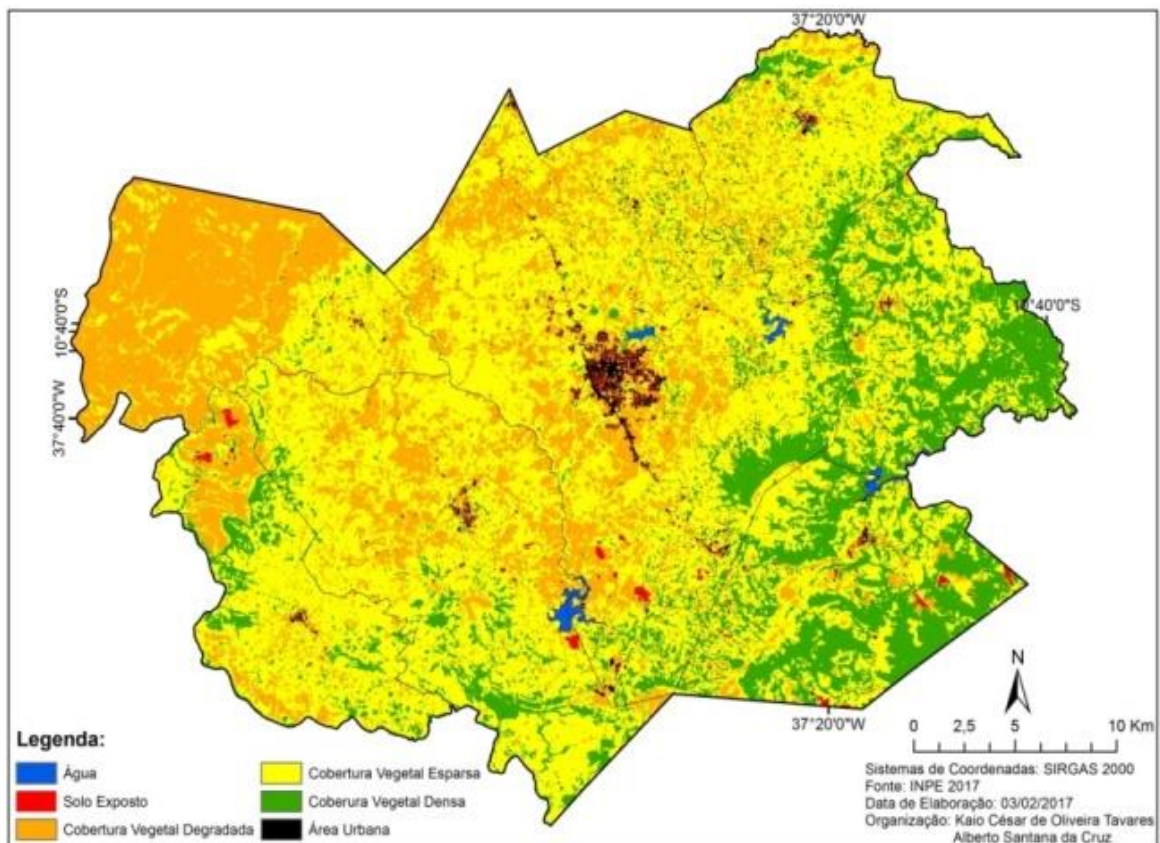 37°20'0"W
10°40'0"S
10°40'0"S
37°40'0"W
37°20'0"W
N
0 2,5 5 10 Km
Legenda:
Água
Solo Exposto
Cobertura Vegetal Degradada
Cobertura Vegetal Esparsa
Coberura Vegetal Densa
Área Urbana
Sistemas de Coordenadas: SIRGAS 2000
Fonte: INPE 2017
Data de Elaboração: 03/02/2017
Organização: Kaio César de Oliveira Tavares
Alberto Santana da Cruz